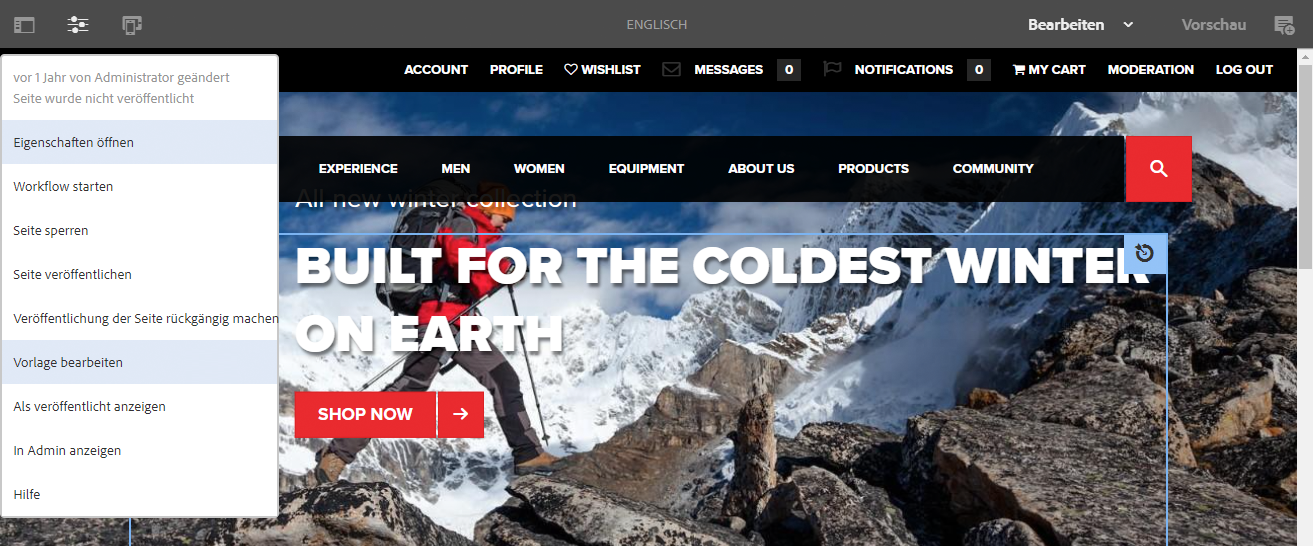 ENGLISCH
Bearbeiten
Vorschau
vor 1 Jahr von Administrator geändert
Seite wurde nicht veröffentlicht
Eigenschaften öffnen
Workflow starten
Seite sperren
Seite veröffentlichen
Veröffentlichung der Seite rückgängig machen
Vorlage bearbeiten
Als veröffentlicht anzeigen
In Admin anzeigen
Hilfe
ACCOUNT
PROFILE
WISHLIST
MESSAGES 0
NOTIFICATIONS 0
MY CART
MODERATION
LOG OUT
EXPERIENCE
MEN
WOMEN
EQUIPMENT
ABOUT US
PRODUCTS
COMMUNITY
All new winter collection
BUILT FOR THE COLDEST WINTER
ON EARTH
SHOP NOW